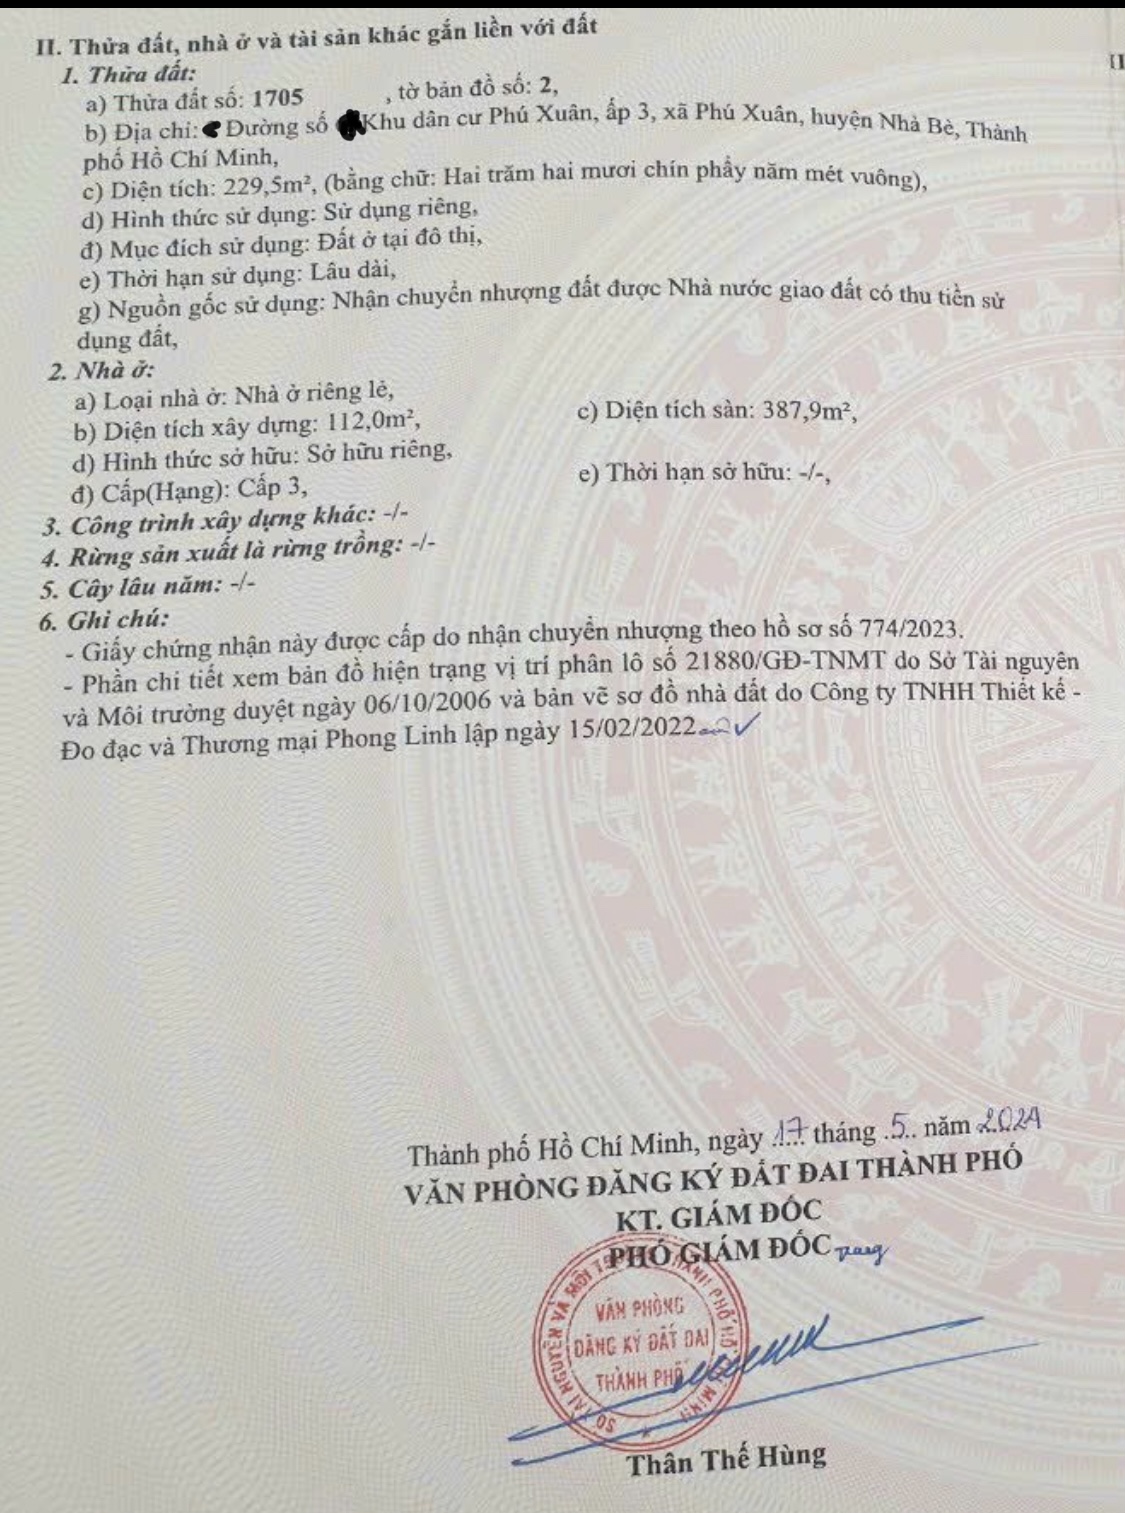 II. Thửa đất, nhà ở và tài sản khác gắn liền với đất
1. Thửa đất:
a) Thửa đất số: 1705 , tờ bản đồ số: 2,
b) Địa chỉ: Đường số Khu dân cư Phú Xuân, ấp 3, xã Phú Xuân, huyện Nhà Bè, Thành
phố Hồ Chí Minh,
c) Diện tích: 229,5m², (bằng chữ: Hai trăm hai mươi chín phẩy năm mét vuông),
d) Hình thức sử dụng: Sử dụng riêng,
đ) Mục đích sử dụng: Đất ở tại đô thị,
e) Thời hạn sử dụng: Lâu dài,
g) Nguồn gốc sử dụng: Nhận chuyển nhượng đất được Nhà nước giao đất có thu tiền sử
dụng đất,
2. Nhà ở:
a) Loại nhà ở: Nhà ở riêng lẻ,
b) Diện tích xây dựng: 112,0m², c) Diện tích sàn: 387,9m²,
d) Hình thức sở hữu: Sở hữu riêng,
đ) Cấp(Hạng): Cấp 3, e) Thời hạn sở hữu: -/-,
3. Công trình xây dựng khác: -/-
4. Rừng sản xuất là rừng trồng: -/-
5. Cây lâu năm: -/-
6. Ghi chú:
- Giấy chứng nhận này được cấp do nhận chuyển nhượng theo hồ sơ số 774/2023.
- Phần chi tiết xem bản đồ hiện trạng vị trí phân lô số 21880/GĐ-TNMT do Sở Tài nguyên
và Môi trường duyệt ngày 06/10/2006 và bản vẽ sơ đồ nhà đất do Công ty TNHH Thiết kế -
Đo đạc và Thương mại Phong Linh lập ngày 15/02/2022
Thành phố Hồ Chí Minh, ngày 17 tháng 5 năm 2024
VĂN PHÒNG ĐĂNG KÝ ĐẤT ĐAI THÀNH PHỐ
KT. GIÁM ĐỐC
PHÓ GIÁM ĐỐC
VĂN PHÒNG
ĐĂNG KÝ ĐẤT ĐAI
THÀNH PHỐ
Thân Thế Hùng